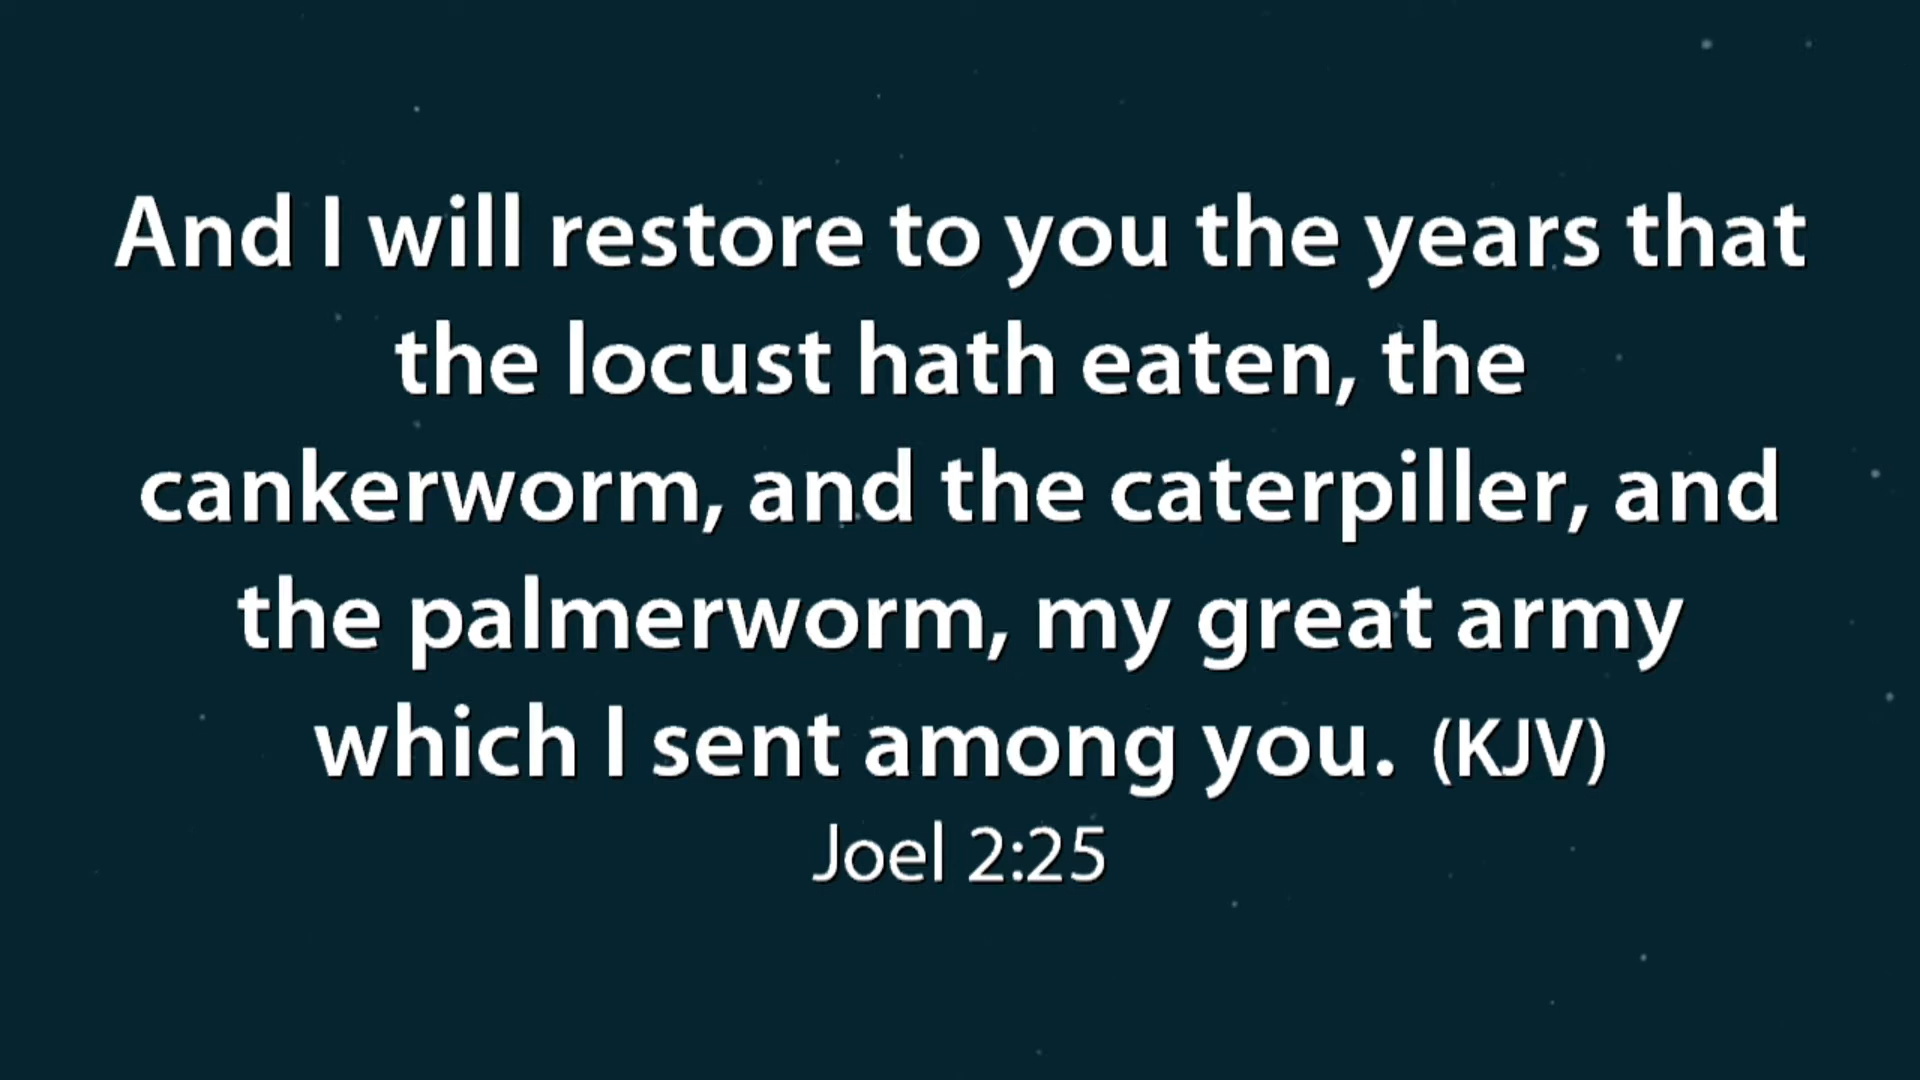 And I will restore to you the years that
the locust hath eaten, the
cankerworm, and the caterpiller, and
the palmerworm, my great army
which I sent among you. (KJV)
Joel 2:25